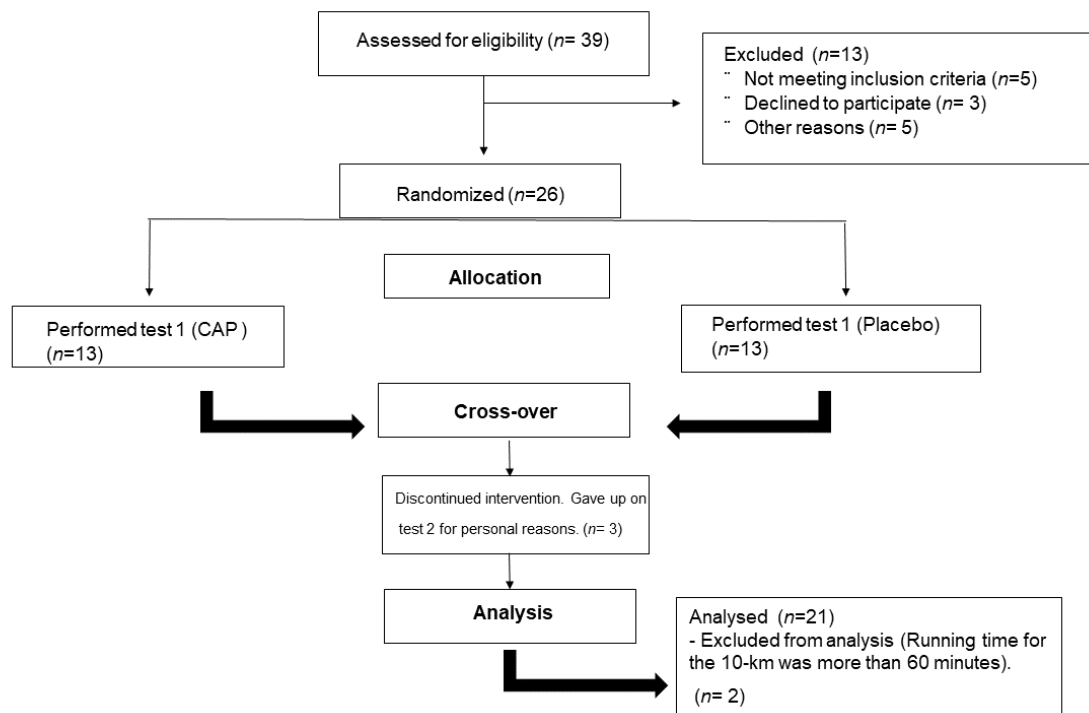 Assessed for eligibility (n= 39)
Excluded (n=13)
¨ Not meeting inclusion criteria (n=5)
¨ Declined to participate (n= 3)
¨ Other reasons (n= 5)
Randomized (n=26)
Allocation
Performed test 1 (CAP )
(n=13)
Performed test 1 (Placebo)
(n=13)
Cross-over
Discontinued intervention. Gave up on
test 2 for personal reasons. (n= 3)
Analysis
Analysed (n=21)
- Excluded from analysis (Running time for
the 10-km was more than 60 minutes).
(n= 2)